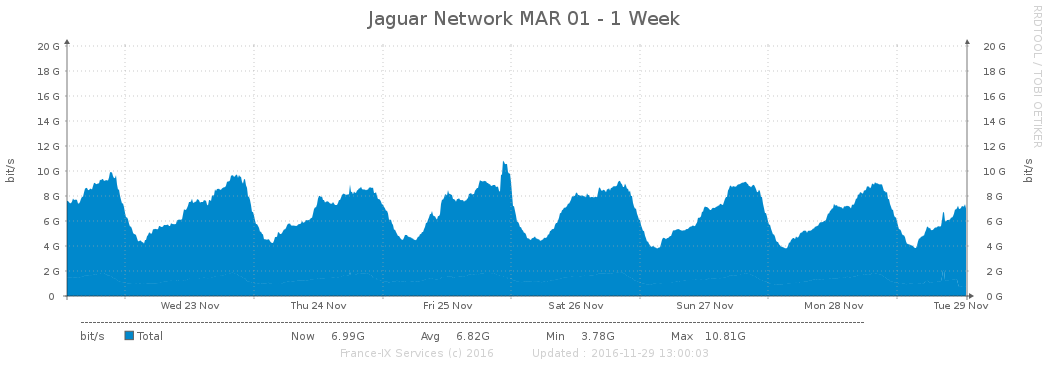 Jaguar Network MAR 01 - 1 Week
RRDTOOL / TOBI OETIKER
bit/s
20 G
18 G
16 G
14 G
12 G
10 G
8 G
6 G
4 G
2 G
0
20 G
18 G
16 G
14 G
12 G
10 G
8 G
6 G
4 G
2 G
0 G
bit/s
Wed 23 Nov Thu 24 Nov Fri 25 Nov Sat 26 Nov Sun 27 Nov Mon 28 Nov Tue 29 Nov
bit/s Total Now 6.99G Avg 6.82G Min 3.78G Max 10.81G
France-IX Services (c) 2016 Updated : 2016-11-29 13:00:03